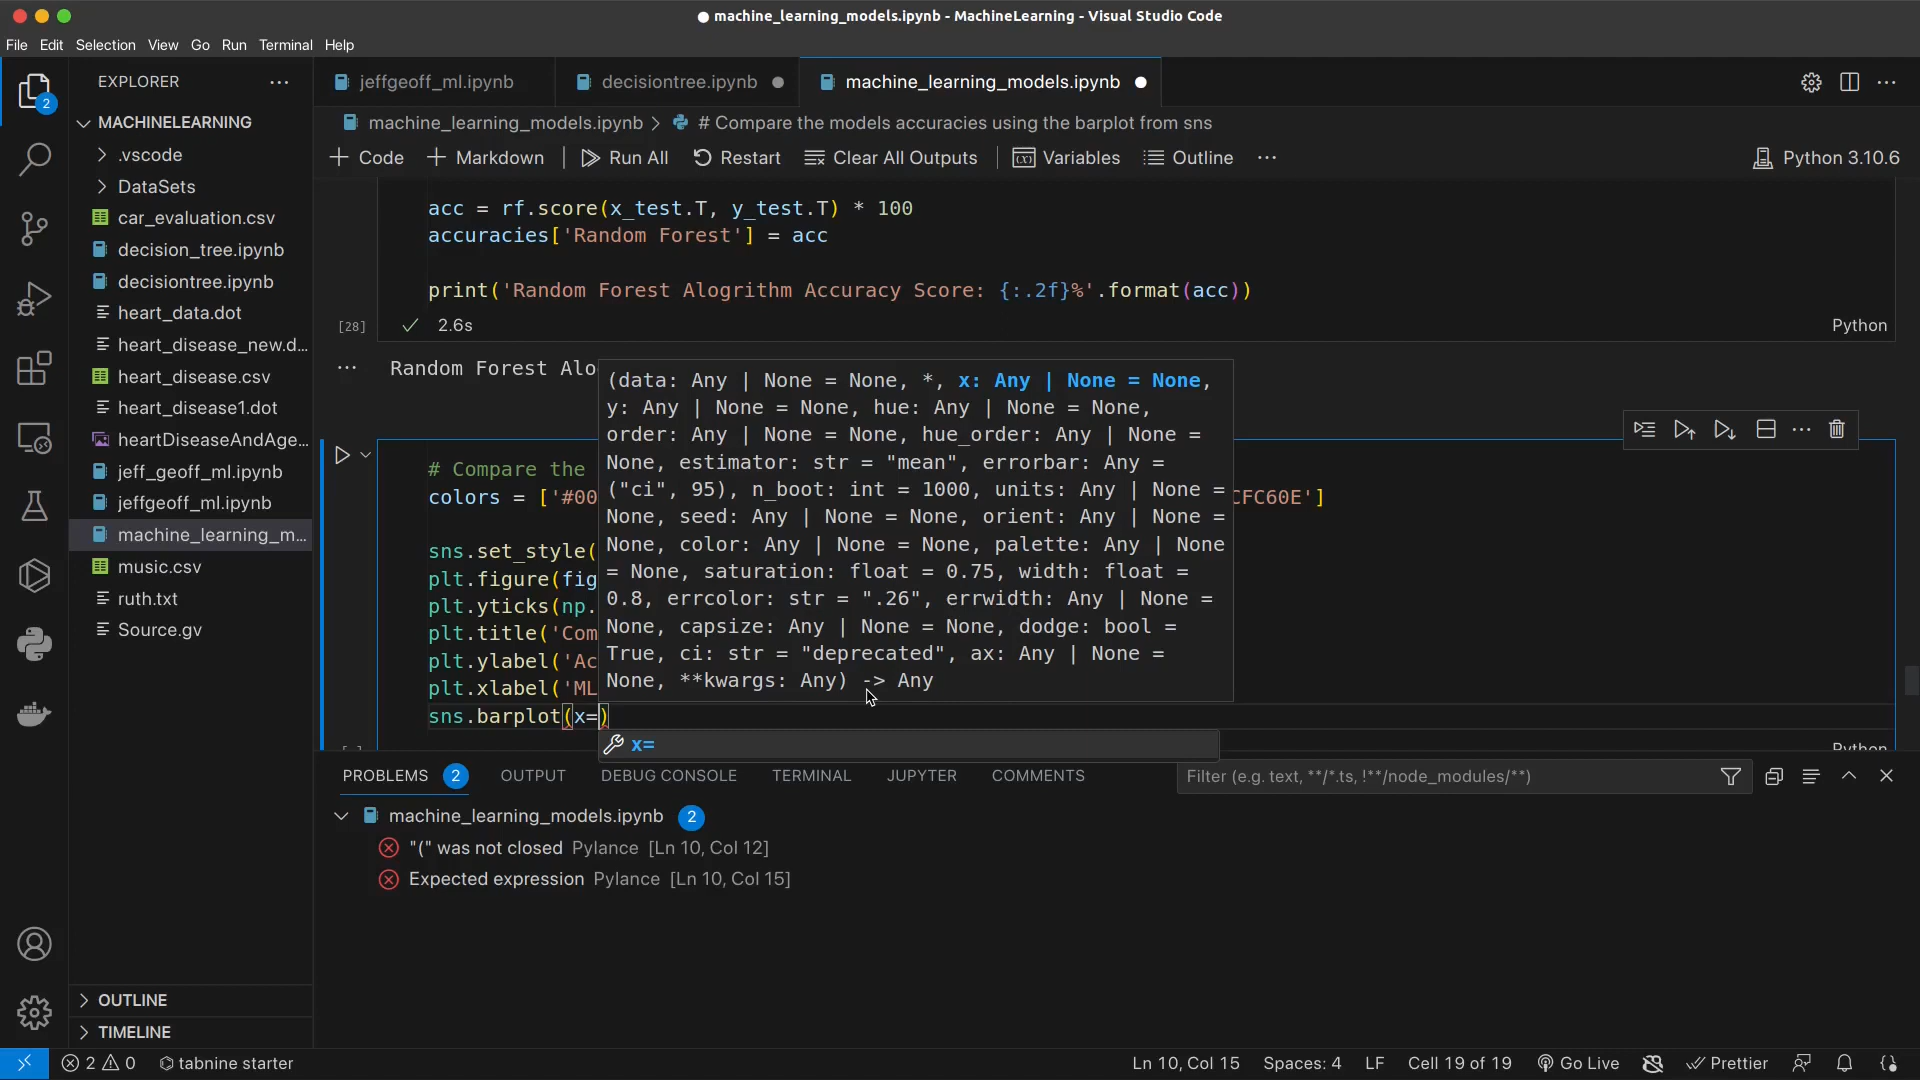 machine_learning_models.ipynb - MachineLearning - Visual Studio Code
File Edit Selection View Go Run Terminal Help
EXPLORER
jeffgeoff_ml.ipynb
decisiontree.ipynb
machine_learning_models.ipynb
2
MACHINELEARNING
machine_learning_models.ipynb > # Compare the models accuracies using the barplot from sns
Code Markdown Run All Restart Clear All Outputs Variables Outline ... Python 3.10.6
.vscode
DataSets
car_evaluation.csv
decision_tree.ipynb
decisiontree.ipynb
heart_data.dot
heart_disease_new.d...
heart_disease.csv
heart_disease1.dot
heartDiseaseAndAge...
jeff_geoff_ml.ipynb
jeffgeoff_ml.ipynb
machine_learning_m...
music.csv
ruth.txt
Source.gv
OUTLINE
TIMELINE
acc = rf.score(x_test.T, y_test.T) * 100
accuracies['Random Forest'] = acc
print('Random Forest Alogrithm Accuracy Score: {:.2f}%'.format(acc))
[28] 2.6s Python
Random Forest Alo
(data: Any | None = None, *, x: Any | None = None,
y: Any | None = None, hue: Any | None = None,
order: Any | None = None, hue_order: Any | None =
None, estimator: str = "mean", errorbar: Any =
("ci", 95), n_boot: int = 1000, units: Any | None =
None, seed: Any | None = None, orient: Any | None =
None, color: Any | None = None, palette: Any | None
= None, saturation: float = 0.75, width: float =
0.8, errcolor: str = ".26", errwidth: Any | None =
None, capsize: Any | None = None, dodge: bool =
True, ci: str = "deprecated", ax: Any | None =
None, **kwargs: Any) -> Any
# Compare the
colors = ['#00 CFC60E']
sns.set_style(
plt.figure(fig
plt.yticks(np.
plt.title('Com
plt.ylabel('Ac
plt.xlabel('ML
sns.barplot(x=)
x=
Python
PROBLEMS 2 OUTPUT DEBUG CONSOLE TERMINAL JUPYTER COMMENTS Filter (e.g. text, **/*.ts, !**/node_modules/**)
machine_learning_models.ipynb 2
"(" was not closed Pylance [Ln 10, Col 12]
Expected expression Pylance [Ln 10, Col 15]
2 0 tabnine starter Ln 10, Col 15 Spaces: 4 LF Cell 19 of 19 Go Live Prettier